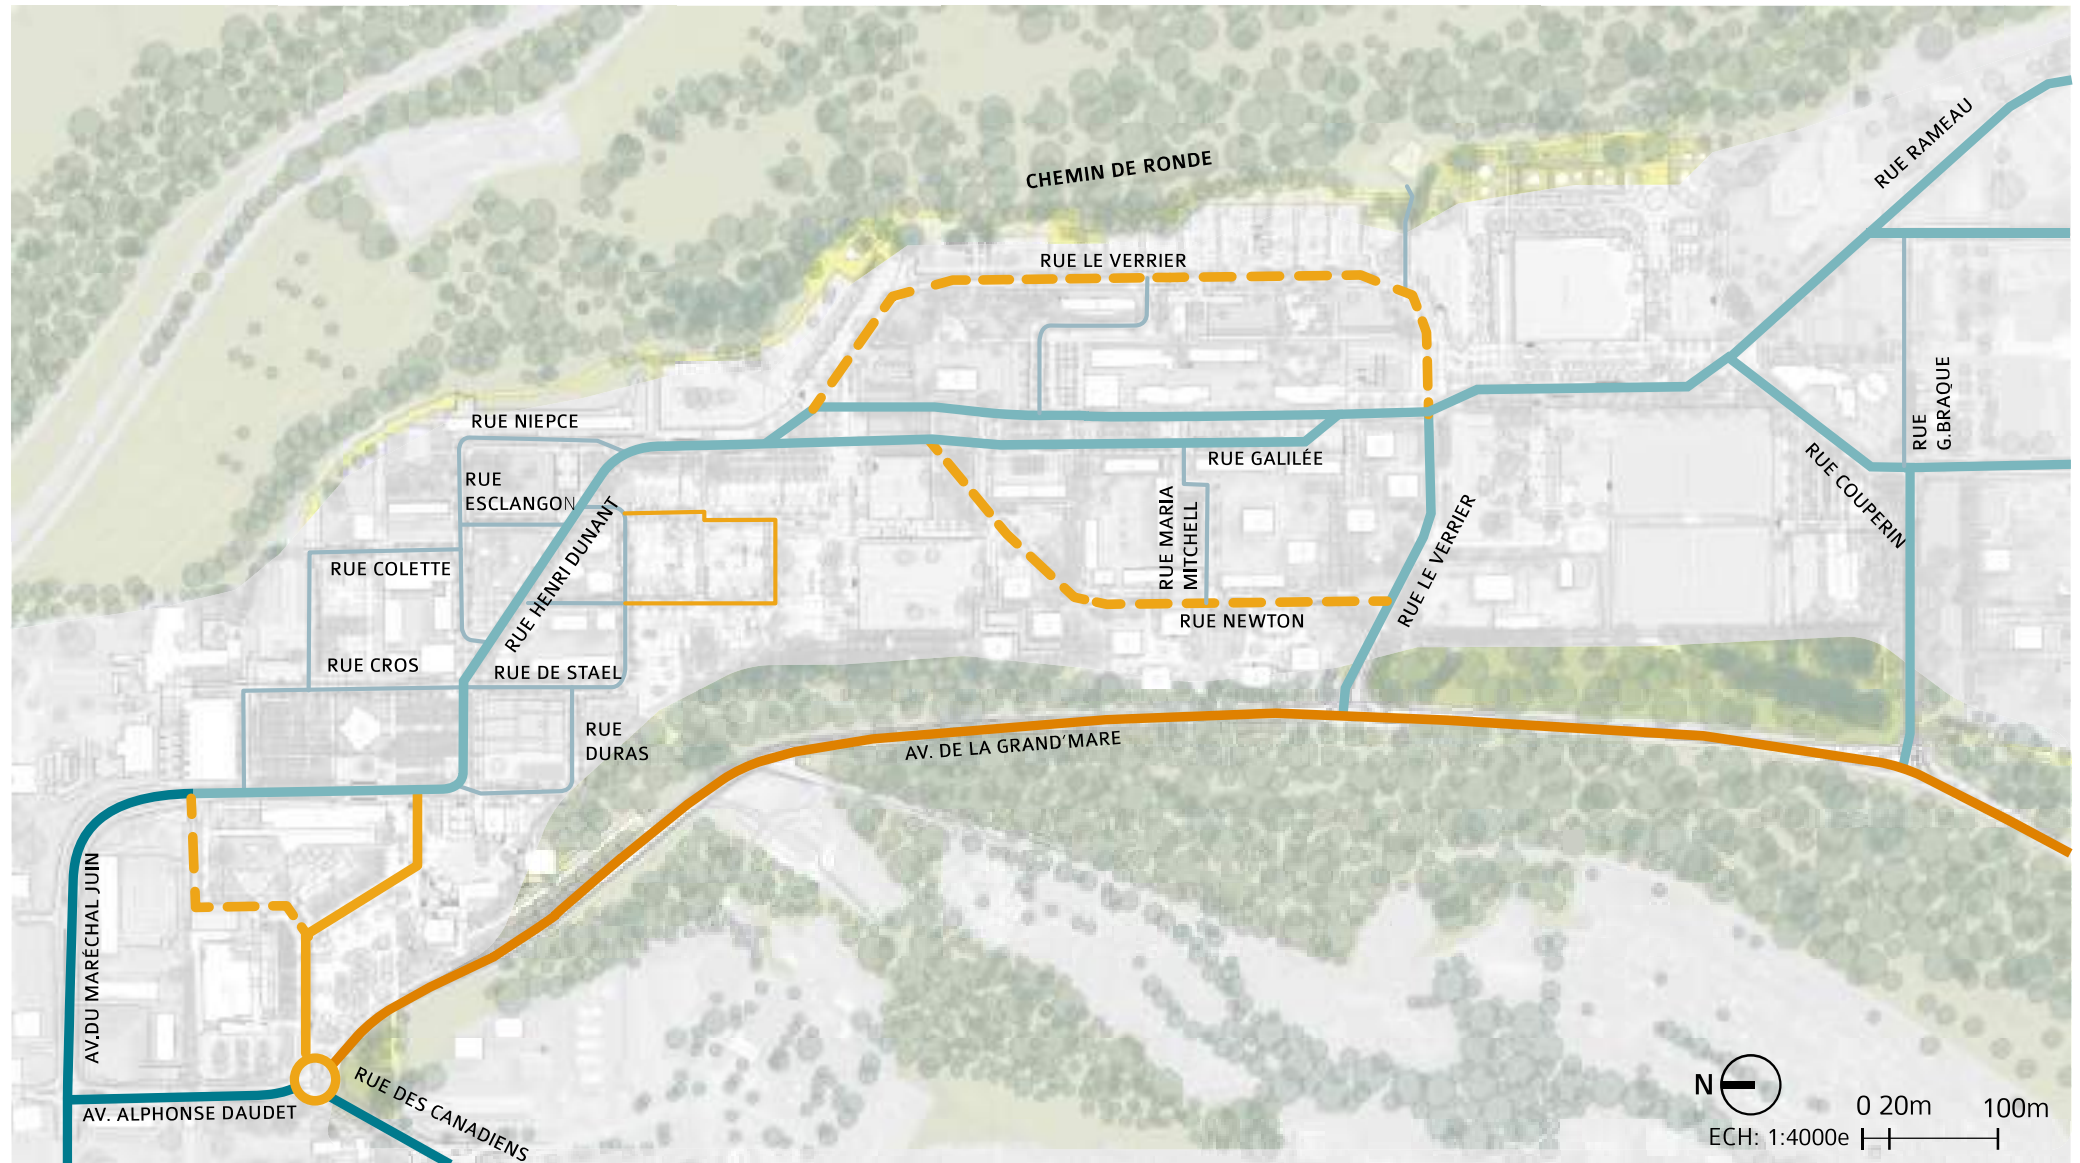 CHEMIN DE RONDE
RUE RAMEAU
RUE LE VERRIER
RUE NIEPCE
RUE
G.BRAQUE
RUE GALILÉE
RUE
ESCLANGON
RUE HENRI DUNANT
RUE MARIA
MITCHELL
RUE LE VERRIER
RUE COUPERIN
RUE COLETTE
RUE NEWTON
RUE CROS
RUE DE STAEL
RUE
DURAS
AV. DE LA GRAND'MARE
AV.DU MARÉCHAL JUIN
AV. ALPHONSE DAUDET
RUE DES CANADIENS
N
0 20m 100m
ECH: 1:4000e